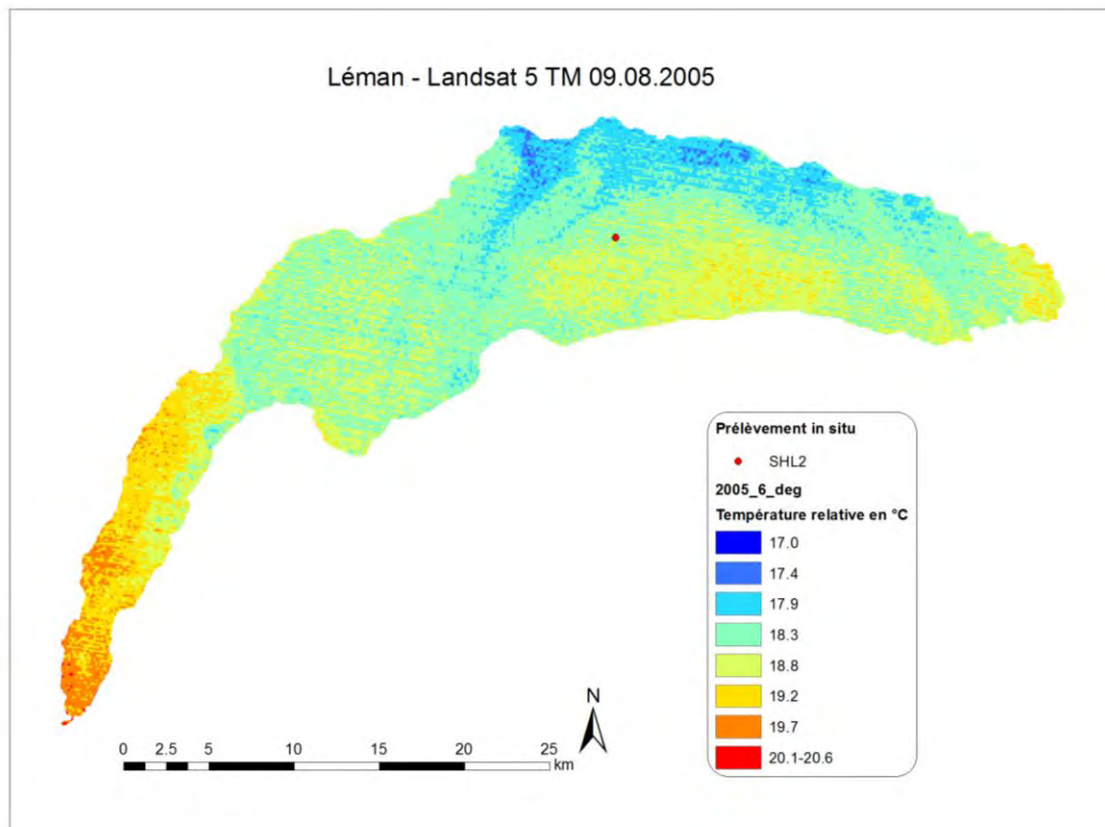 Léman - Landsat 5 TM 09.08.2005
Prélèvement in situ
SHL2
2005_6_deg
Température relative en °C
17.0
17.4
17.9
18.3
18.8
19.2
19.7
20.1-20.6
N
0 2.5 5 10 15 20 25
km